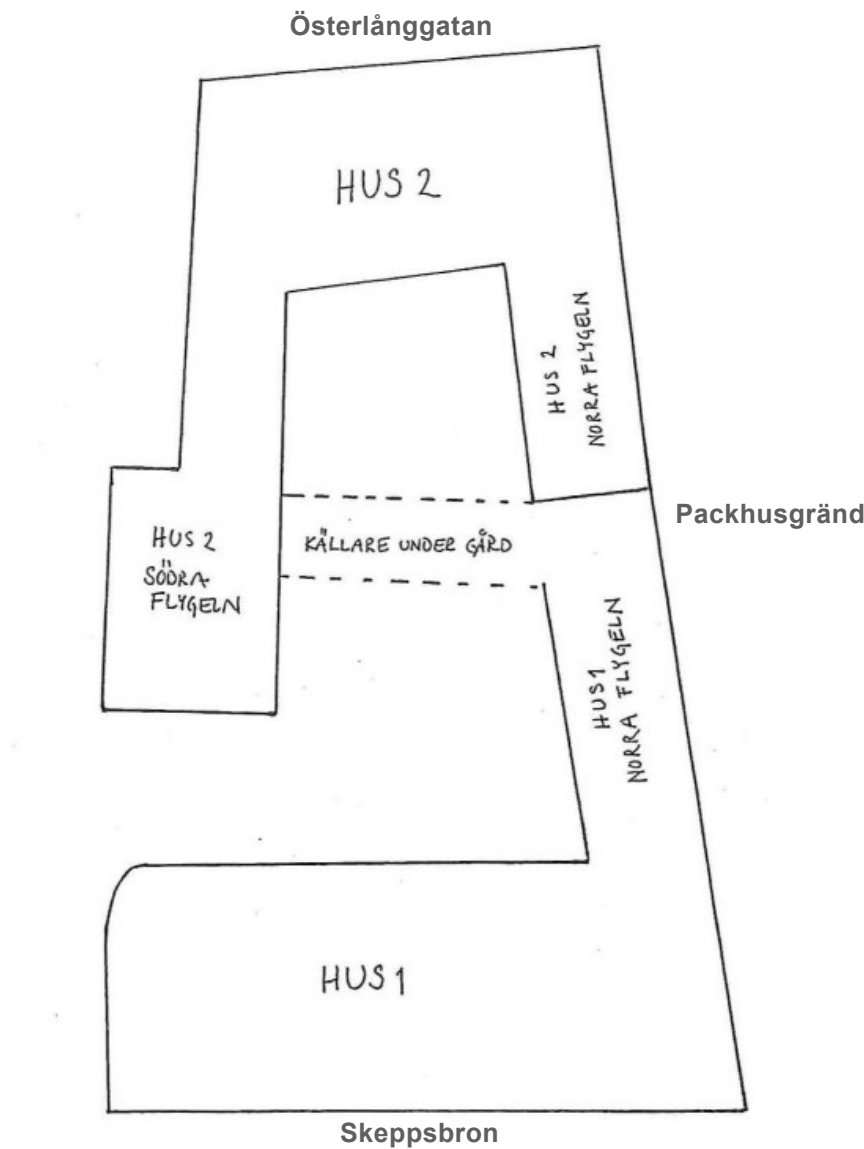 Österlånggatan
HUS 2
HUS 2
NORRA FLYGELN
Packhusgränd
HUS 2
SÖDRA
FLYGELN
KÄLLARE UNDER GÅRD
HUS 1
NORRA FLYGELN
HUS 1
Skeppsbron